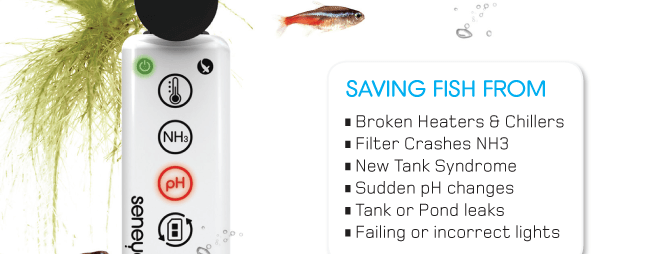 NH3
pH
seneye
SAVING FISH FROM
Broken Heaters & Chillers
Filter Crashes NH3
New Tank Syndrome
Sudden pH changes
Tank or Pond leaks
Failing or incorrect lights